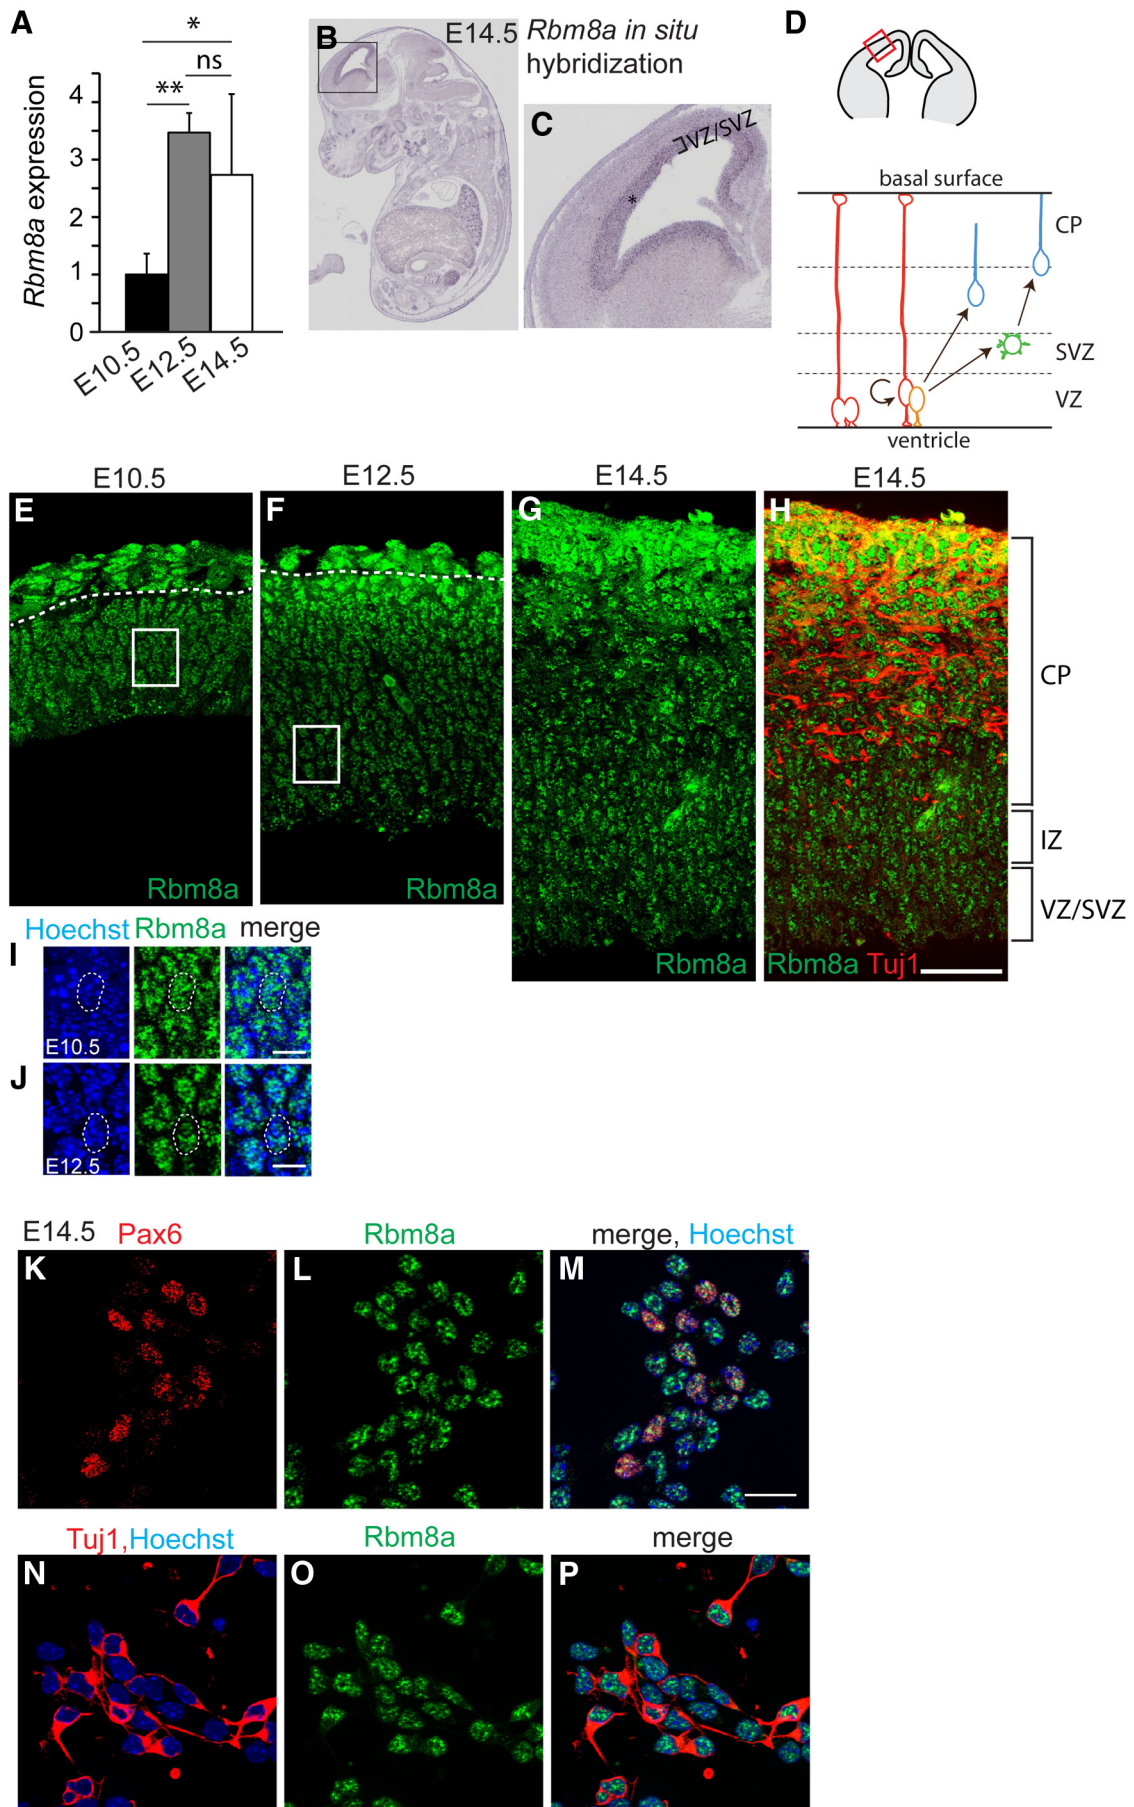 A
*
ns
**
Rbm8a expression
4
3
2
1
0
E10.5
E12.5
E14.5
B
E14.5
Rbm8a in situ
hybridization
C
VZ/SVZ
*
D
basal surface
CP
SVZ
VZ
ventricle
E10.5
E12.5
E14.5
E14.5
E
F
G
H
CP
IZ
VZ/SVZ
Rbm8a
Rbm8a
Rbm8a
Rbm8a Tuj1
Hoechst Rbm8a merge
I
E10.5
J
E12.5
E14.5 Pax6
Rbm8a
merge, Hoechst
K
L
M
Tuj1,Hoechst
Rbm8a
merge
N
O
P